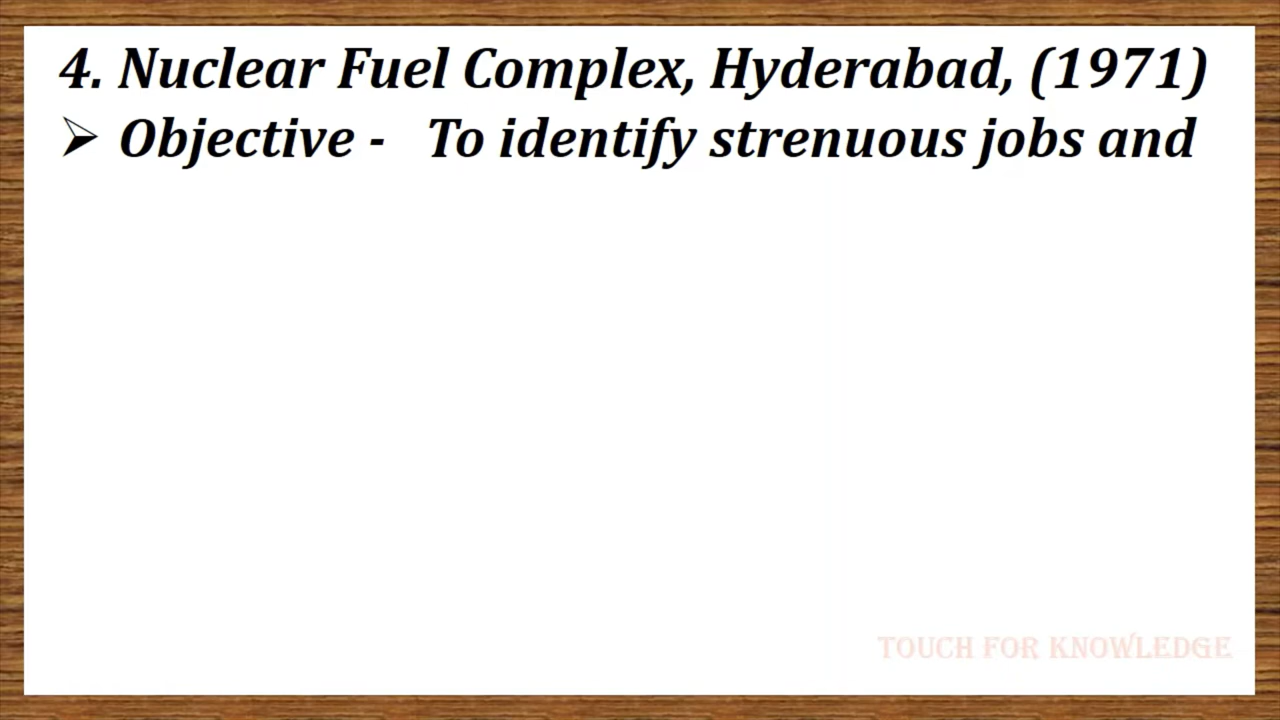 4. Nuclear Fuel Complex, Hyderabad, (1971)
➢ Objective - To identify strenuous jobs and
TOUCH FOR KNOWLEDGE